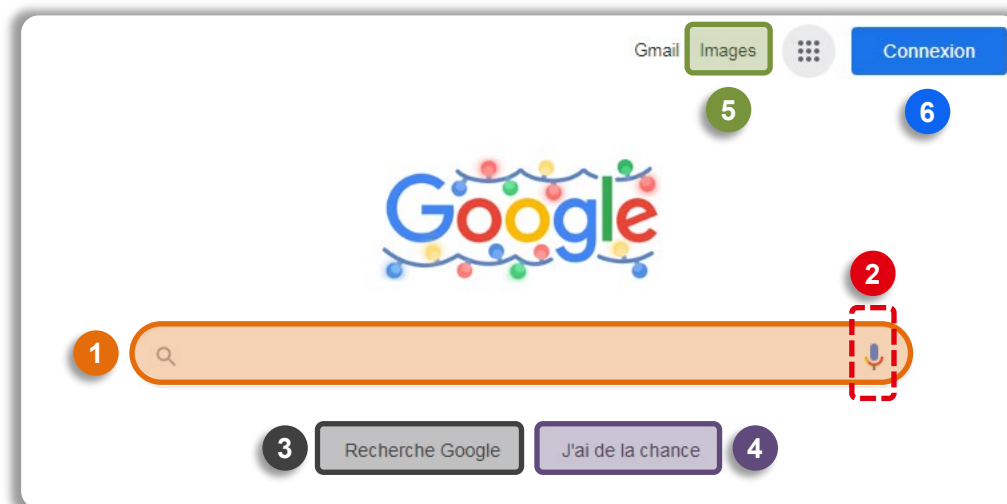 Gmail Images Connexion
5 6
Google
2
1
3 Recherche Google J'ai de la chance 4